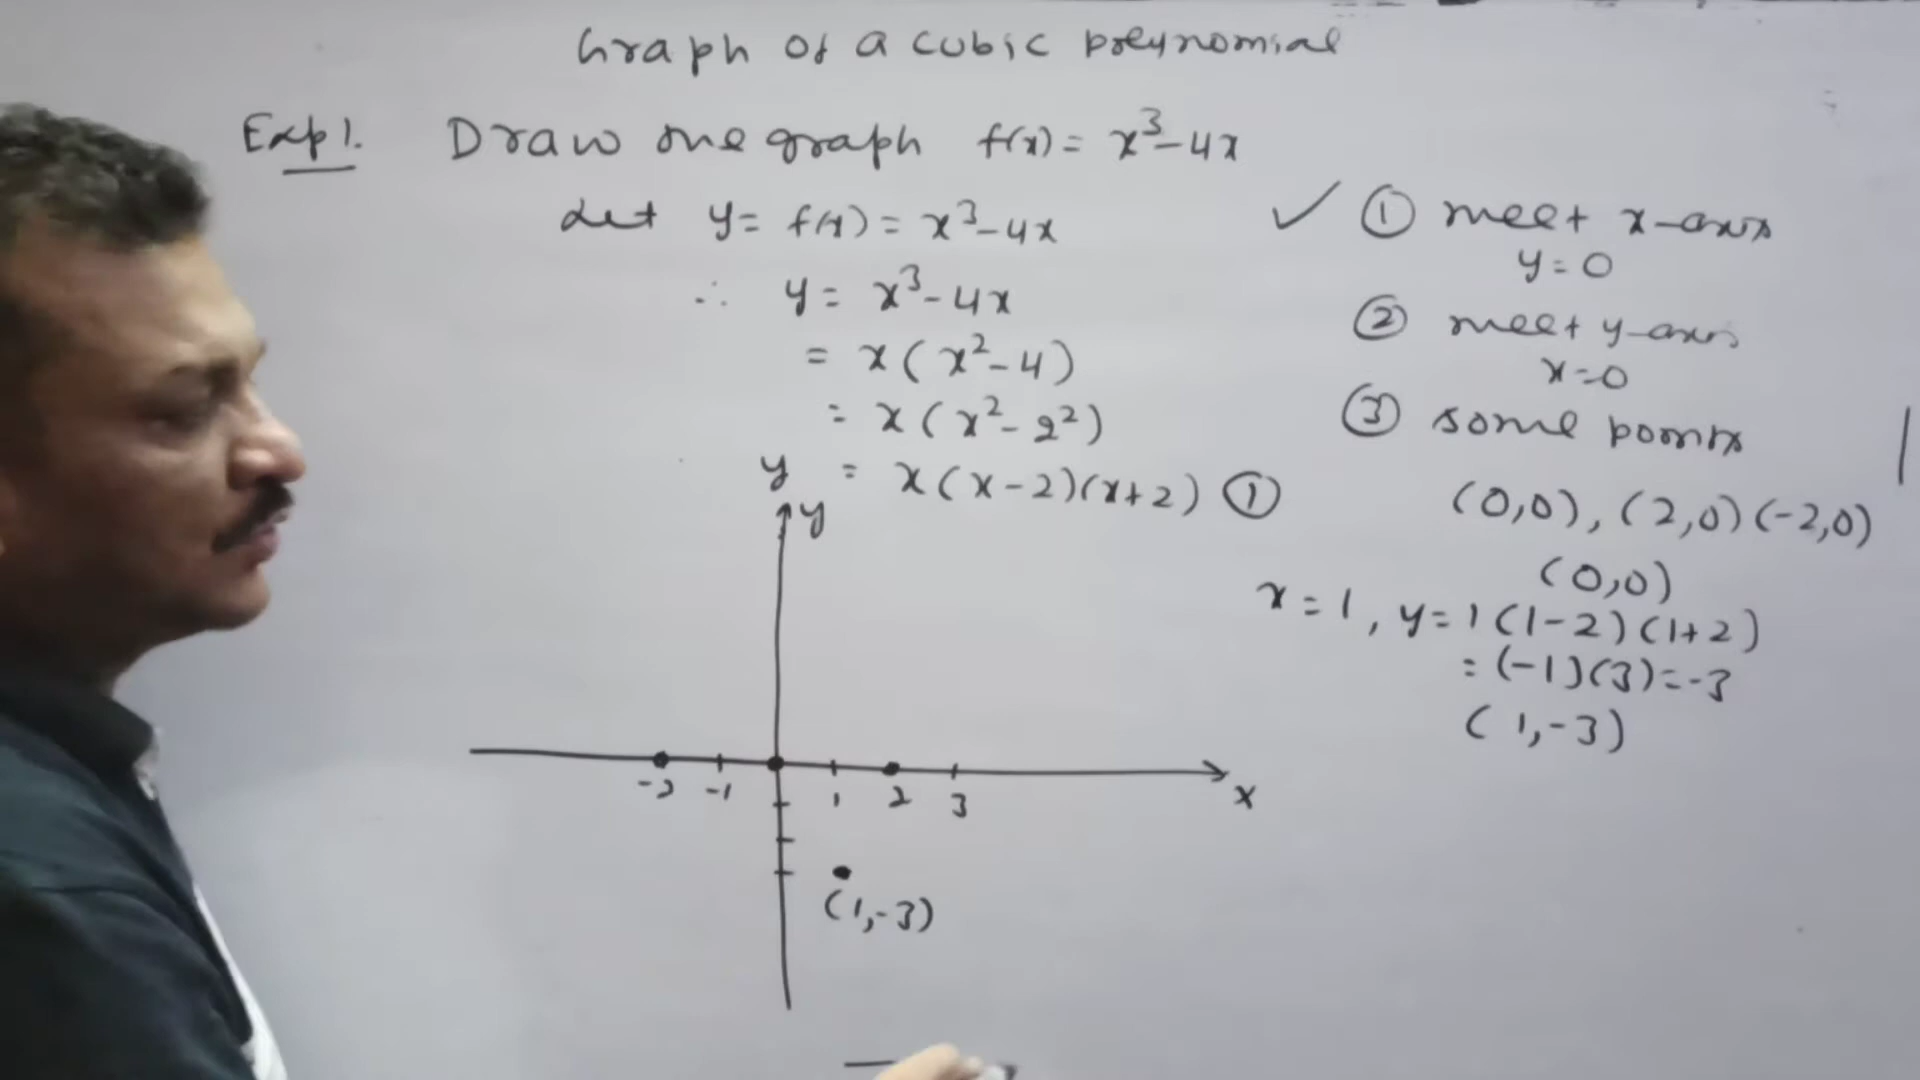 Graph of a cubic polynomial
Exp 1. Draw the graph f(x) = x³-4x
Let y = f(x) = x³-4x
∴ y = x³-4x
= x(x²-4)
= x(x²-2²)
y = x(x-2)(x+2) ①
✓ ① meet x-axis
y=0
② meet y-axis
x=0
③ some points
(0,0), (2,0) (-2,0)
(0,0)
x=1, y=1(1-2)(1+2)
=(-1)(3)=-3
(1,-3)
y
-2 -1 1 2 3 x
(1,-3)